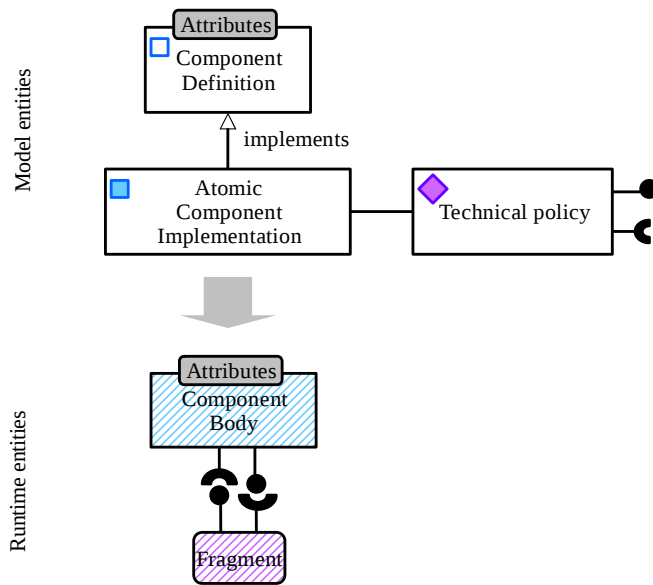 Model entities
Attributes
Component
Definition
implements
Atomic
Component
Implementation
Technical policy
Runtime entities
Attributes
Component
Body
Fragment